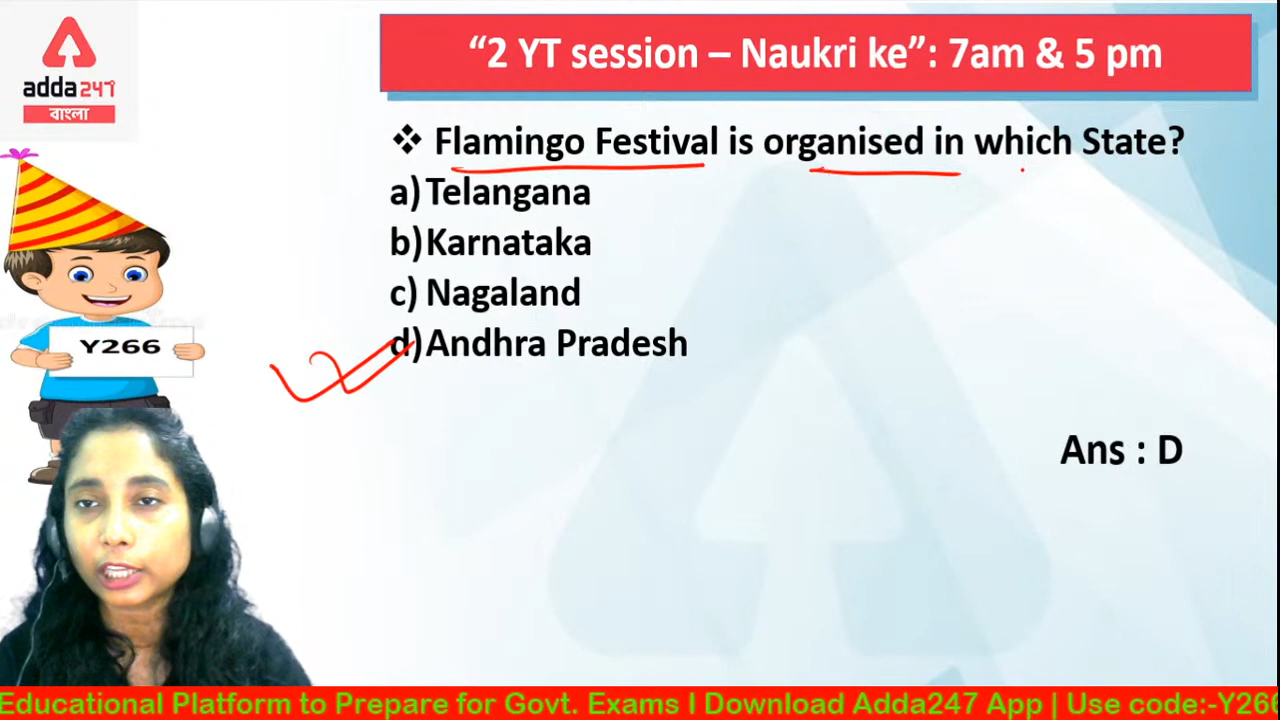 adda247
বাংলা
“2 YT session – Naukri ke”: 7am & 5 pm
❖ Flamingo Festival is organised in which State?
a) Telangana
b) Karnataka
c) Nagaland
d) Andhra Pradesh
Y266
Ans : D
Educational Platform to Prepare for Govt. Exams I Download Adda247 App | Use code:-Y266